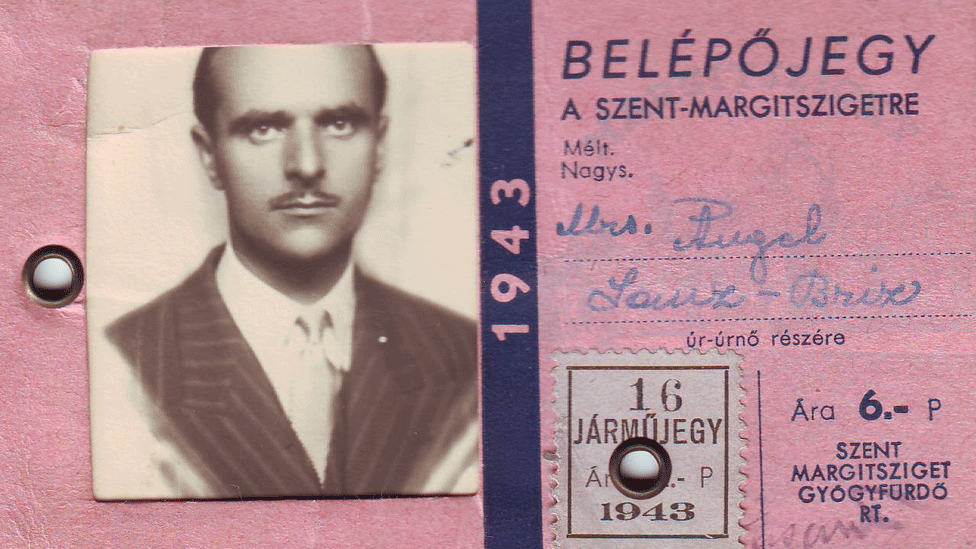 1943
BELÉPŐJEGY
A SZENT-MARGITSZIGETRE
Mélt.
Nagys.
Mrs. Angel
Sanz - Brix
úr-úrnő részére
16
JÁRMŰJEGY
P
1943
Ára 6.- P
SZENT
MARGITSZIGET
GYÓGYFÜRDŐ
RT.